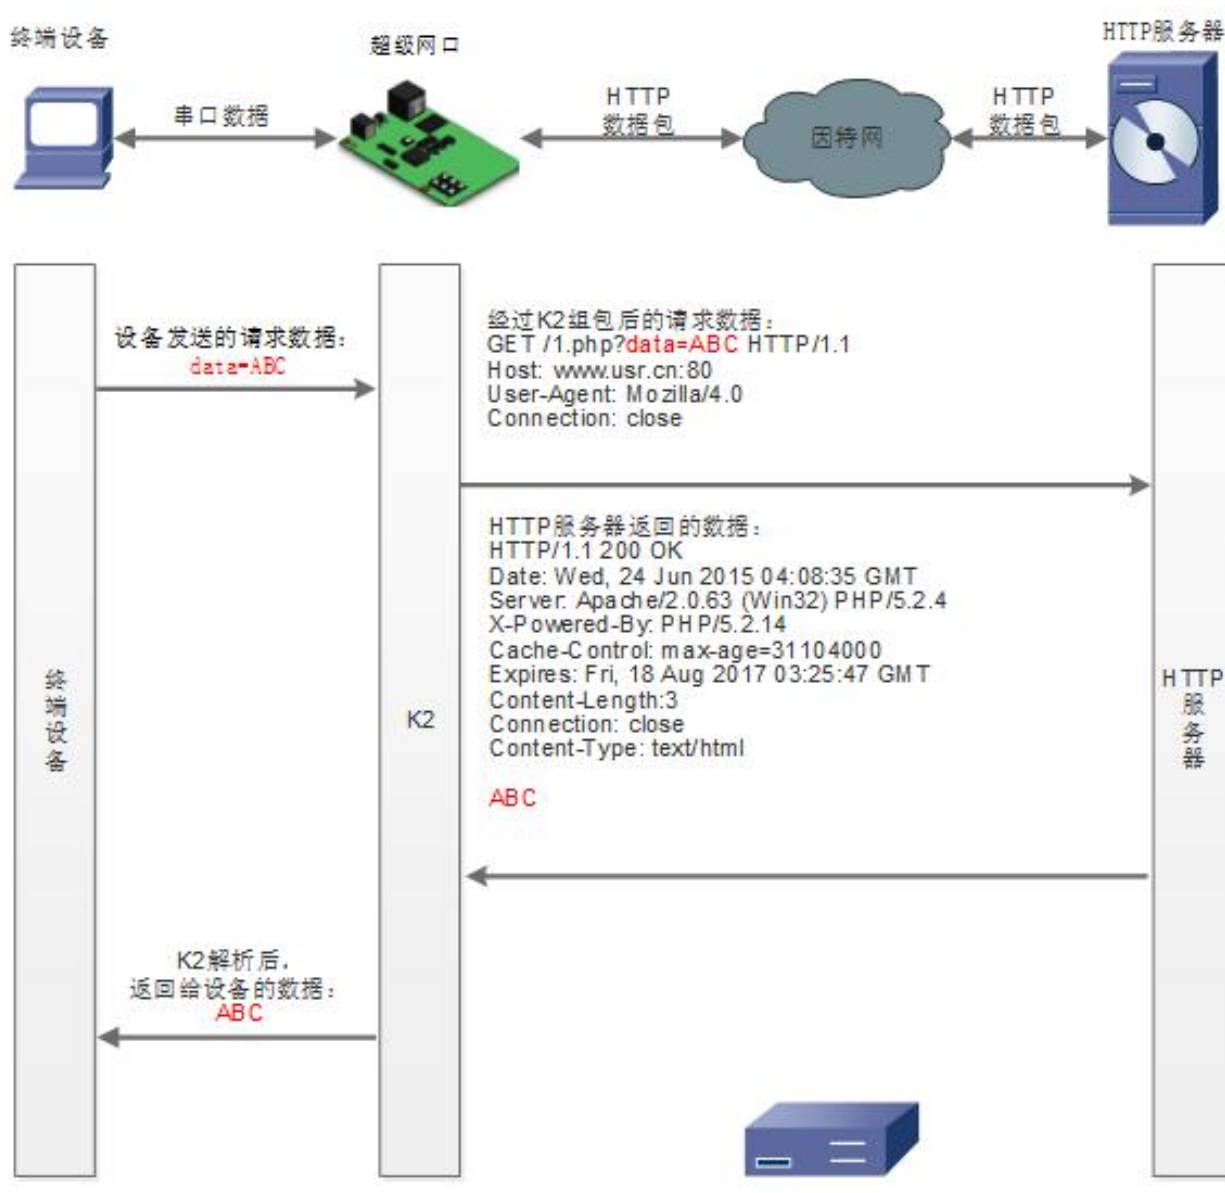 终端设备
超级网口
HTTP服务器
串口数据
HTTP
数据包
因特网
HTTP
数据包
设备发送的请求数据：
data=ABC
经过K2组包后的请求数据：
GET /1.php?data=ABC HTTP/1.1
Host: www.usr.cn:80
User-Agent: Mozilla/4.0
Connection: close
HTTP服务器返回的数据：
HTTP/1.1 200 OK
Date: Wed, 24 Jun 2015 04:08:35 GMT
Server: Apache/2.0.63 (Win32) PHP/5.2.4
X-Powered-By: PHP/5.2.14
Cache-Control: max-age=31104000
Expires: Fri, 18 Aug 2017 03:25:47 GMT
Content-Length:3
Connection: close
Content-Type: text/html
ABC
终端设备
K2
HTTP
服务器
K2解析后，
返回给设备的数据：
ABC